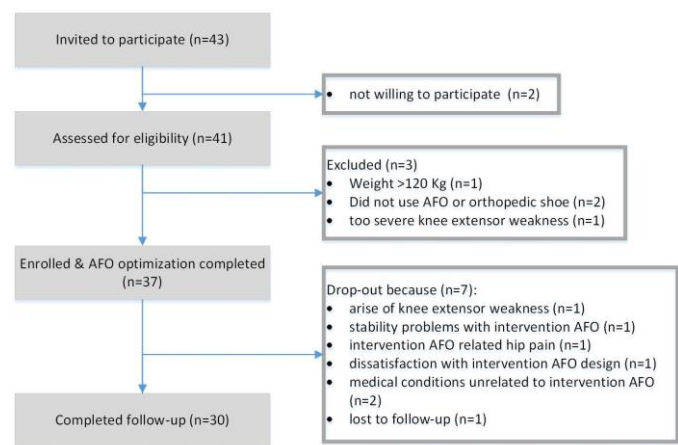 Invited to participate (n=43)
• not willing to participate (n=2)
Assessed for eligibility (n=41)
Excluded (n=3)
• Weight >120 Kg (n=1)
• Did not use AFO or orthopedic shoe (n=2)
• too severe knee extensor weakness (n=1)
Enrolled & AFO optimization completed
(n=37)
Drop-out because (n=7):
• arise of knee extensor weakness (n=1)
• stability problems with intervention AFO (n=1)
• intervention AFO related hip pain (n=1)
• dissatisfaction with intervention AFO design (n=1)
• medical conditions unrelated to intervention AFO
(n=2)
• lost to follow-up (n=1)
Completed follow-up (n=30)